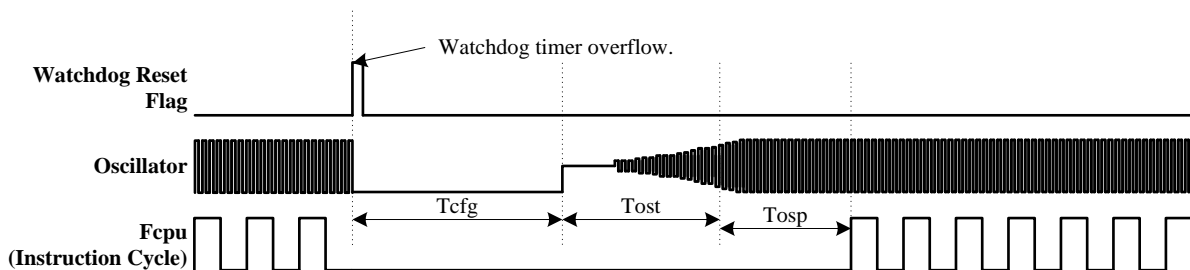 Watchdog timer overflow.
Watchdog Reset
Flag
Oscillator
Tcfg
Tost
Tosp
Fcpu
(Instruction Cycle)